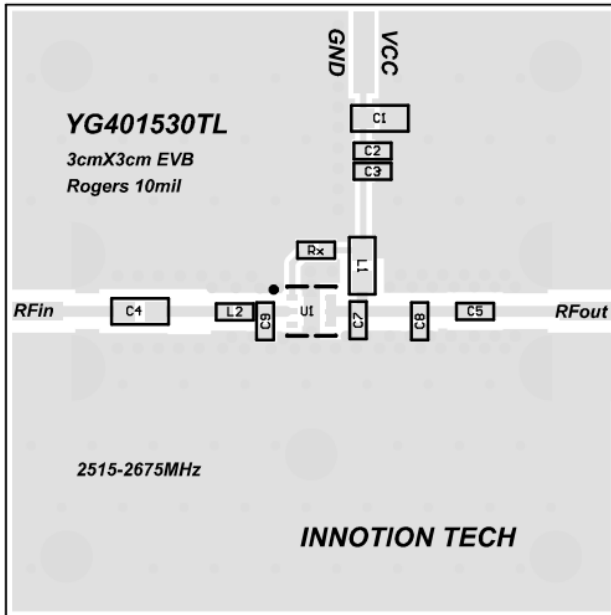 GND
VCC
C1
YG401530TL
3cmX3cm EVB
C2
Rogers 10mil
C3
Rx
L1
RFin
C4
L2
C9
U1
C7
C8
C5
RFout
2515-2675MHz
INNOTION TECH